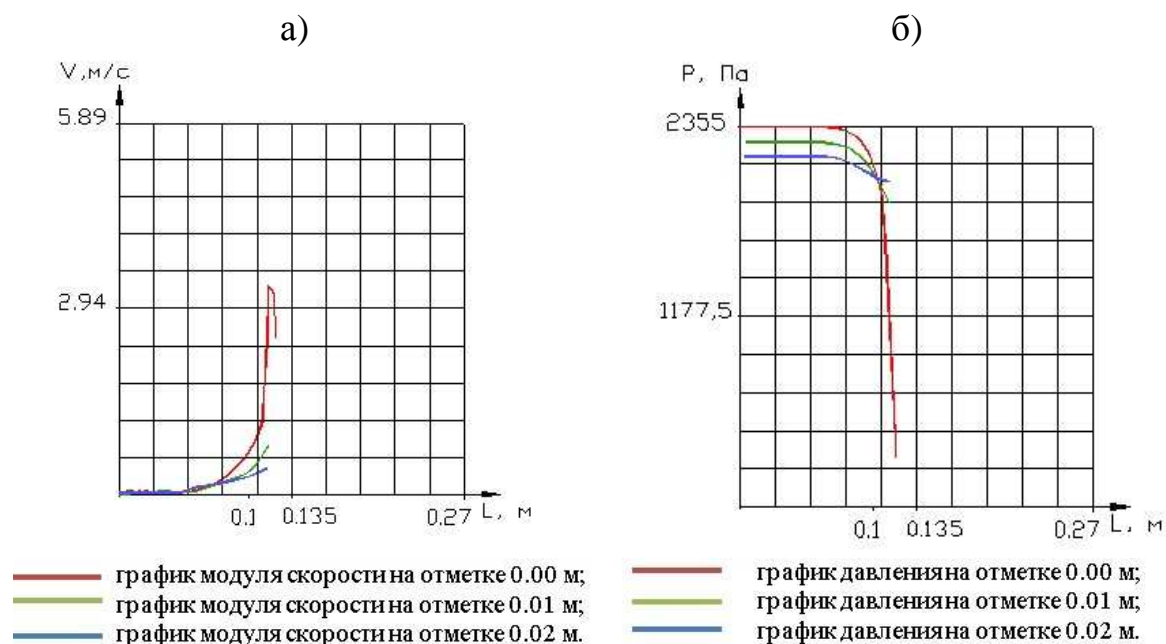 а)
V,м/с
5.89
2.94
0.1
0.135
0.27
L, м
график модуля скорости на отметке 0.00 м;
график модуля скорости на отметке 0.01 м;
график модуля скорости на отметке 0.02 м.
б)
P, Па
2355
1177,5
0.1
0.135
0.27
L, м
график давления на отметке 0.00 м;
график давления на отметке 0.01 м;
график давления на отметке 0.02 м.